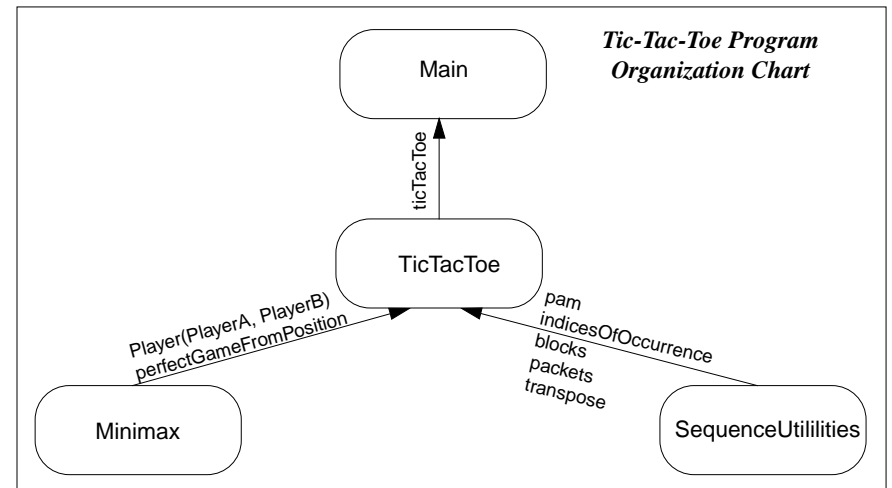 Tic-Tac-Toe Program
Organization Chart
Main
ticTacToe
TicTacToe
Player(PlayerA, PlayerB)
perfectGameFromPosition
pam
indicesOfOccurrence
blocks
packets
transpose
Minimax
SequenceUtililities